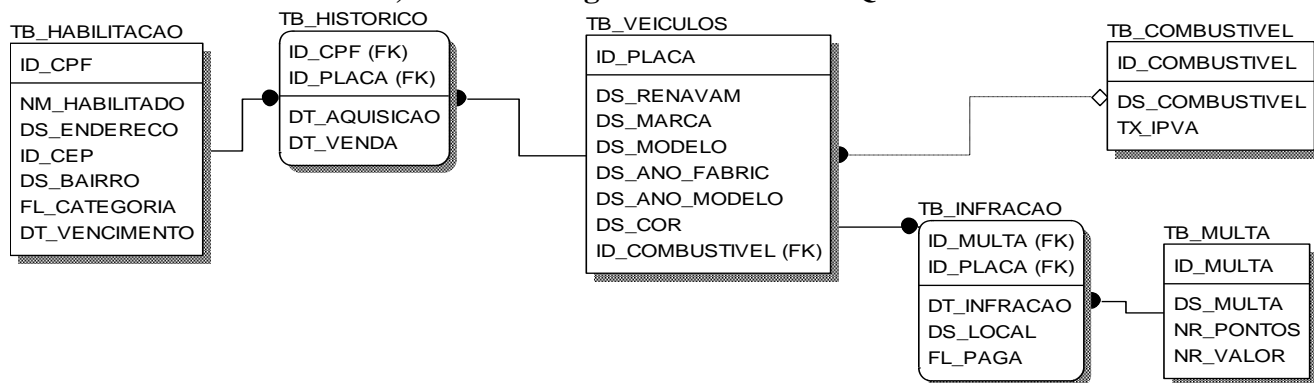 TB_HABILITACAO
ID_CPF
NM_HABILITADO
DS_ENDERECO
ID_CEP
DS_BAIRRO
FL_CATEGORIA
DT_VENCIMENTO
TB_HISTORICO
ID_CPF (FK)
ID_PLACA (FK)
DT_AQUISICAO
DT_VENDA
TB_VEICULOS
ID_PLACA
DS_RENAVAM
DS_MARCA
DS_MODELO
DS_ANO_FABRIC
DS_ANO_MODELO
DS_COR
ID_COMBUSTIVEL (FK)
TB_COMBUSTIVEL
ID_COMBUSTIVEL
DS_COMBUSTIVEL
TX_IPVA
TB_INFRACAO
ID_MULTA (FK)
ID_PLACA (FK)
DT_INFRACAO
DS_LOCAL
FL_PAGA
TB_MULTA
ID_MULTA
DS_MULTA
NR_PONTOS
NR_VALOR